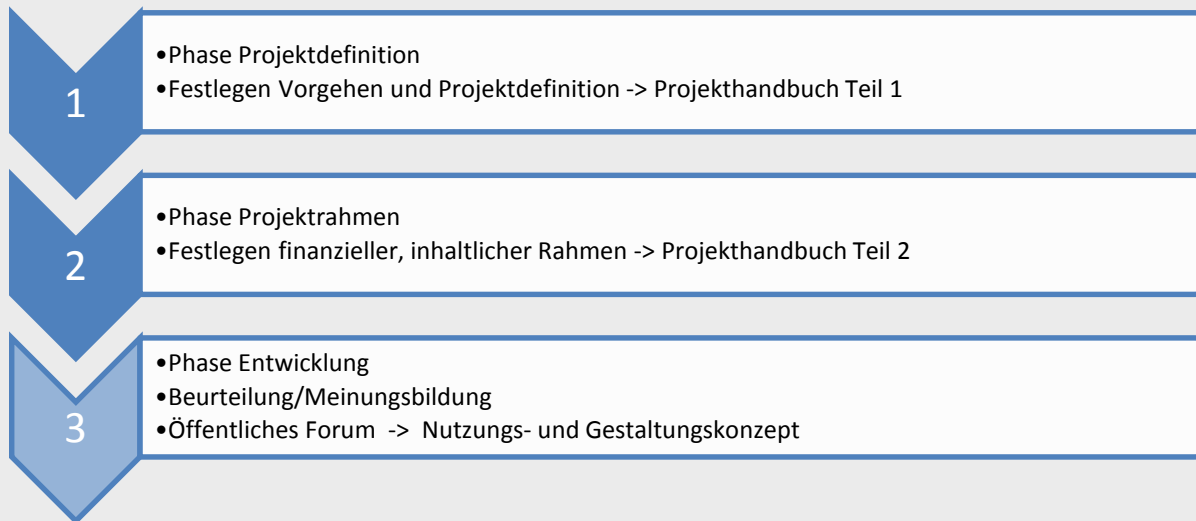 1
•Phase Projektdefinition
•Festlegen Vorgehen und Projektdefinition -> Projekthandbuch Teil 1
2
•Phase Projektrahmen
•Festlegen finanzieller, inhaltlicher Rahmen -> Projekthandbuch Teil 2
3
•Phase Entwicklung
•Beurteilung/Meinungsbildung
•Öffentliches Forum -> Nutzungs- und Gestaltungskonzept